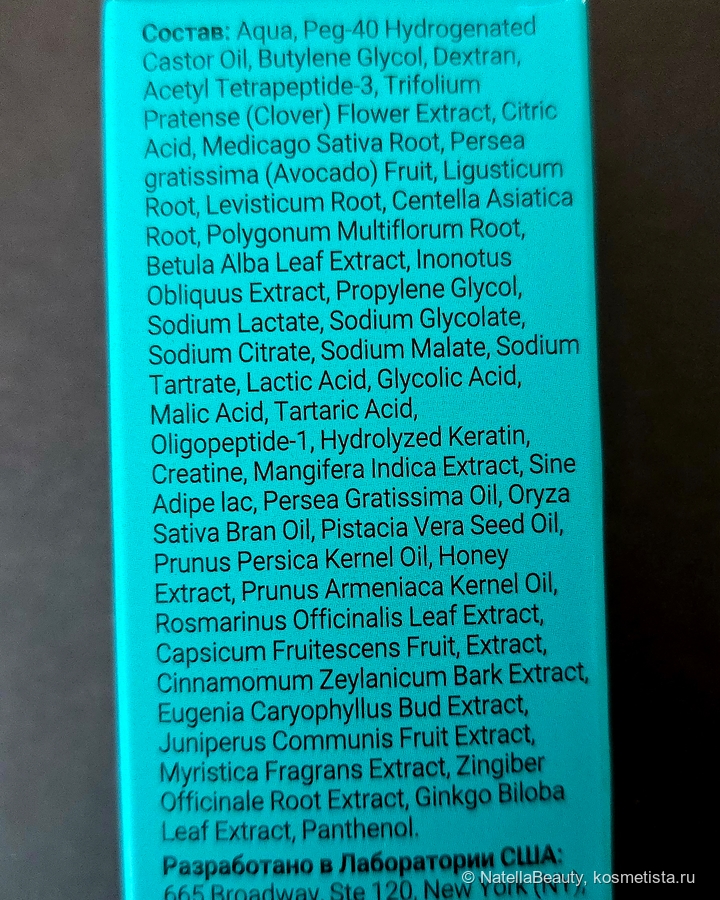 Состав: Aqua, Peg-40 Hydrogenated
Castor Oil, Butylene Glycol, Dextran,
Acetyl Tetrapeptide-3, Trifolium
Pratense (Clover) Flower Extract, Citric
Acid, Medicago Sativa Root, Persea
gratissima (Avocado) Fruit, Ligusticum
Root, Levisticum Root, Centella Asiatica
Root, Polygonum Multiflorum Root,
Betula Alba Leaf Extract, Inonotus
Obliquus Extract, Propylene Glycol,
Sodium Lactate, Sodium Glycolate,
Sodium Citrate, Sodium Malate, Sodium
Tartrate, Lactic Acid, Glycolic Acid,
Malic Acid, Tartaric Acid,
Oligopeptide-1, Hydrolyzed Keratin,
Creatine, Mangifera Indica Extract, Sine
Adipe lac, Persea Gratissima Oil, Oryza
Sativa Bran Oil, Pistacia Vera Seed Oil,
Prunus Persica Kernel Oil, Honey
Extract, Prunus Armeniaca Kernel Oil,
Rosmarinus Officinalis Leaf Extract,
Capsicum Fruitescens Fruit, Extract,
Cinnamomum Zeylanicum Bark Extract,
Eugenia Caryophyllus Bud Extract,
Juniperus Communis Fruit Extract,
Myristica Fragrans Extract, Zingiber
Officinale Root Extract, Ginkgo Biloba
Leaf Extract, Panthenol.
Разработано в Лаборатории США:
665 Broadway, Ste 120, New York (NY),
© NatellaBeauty, kosmetista.ru